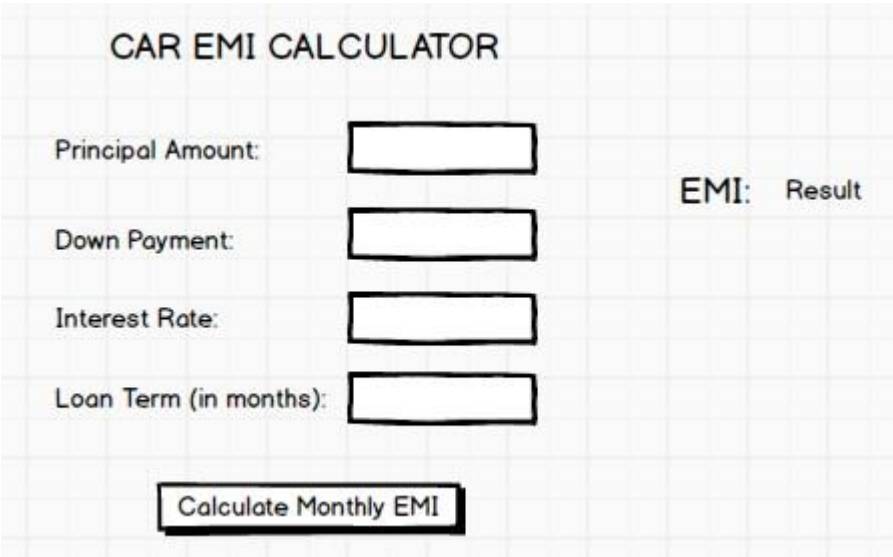 CAR EMI CALCULATOR
Principal Amount:
EMI: Result
Down Payment:
Interest Rate:
Loan Term (in months):
Calculate Monthly EMI